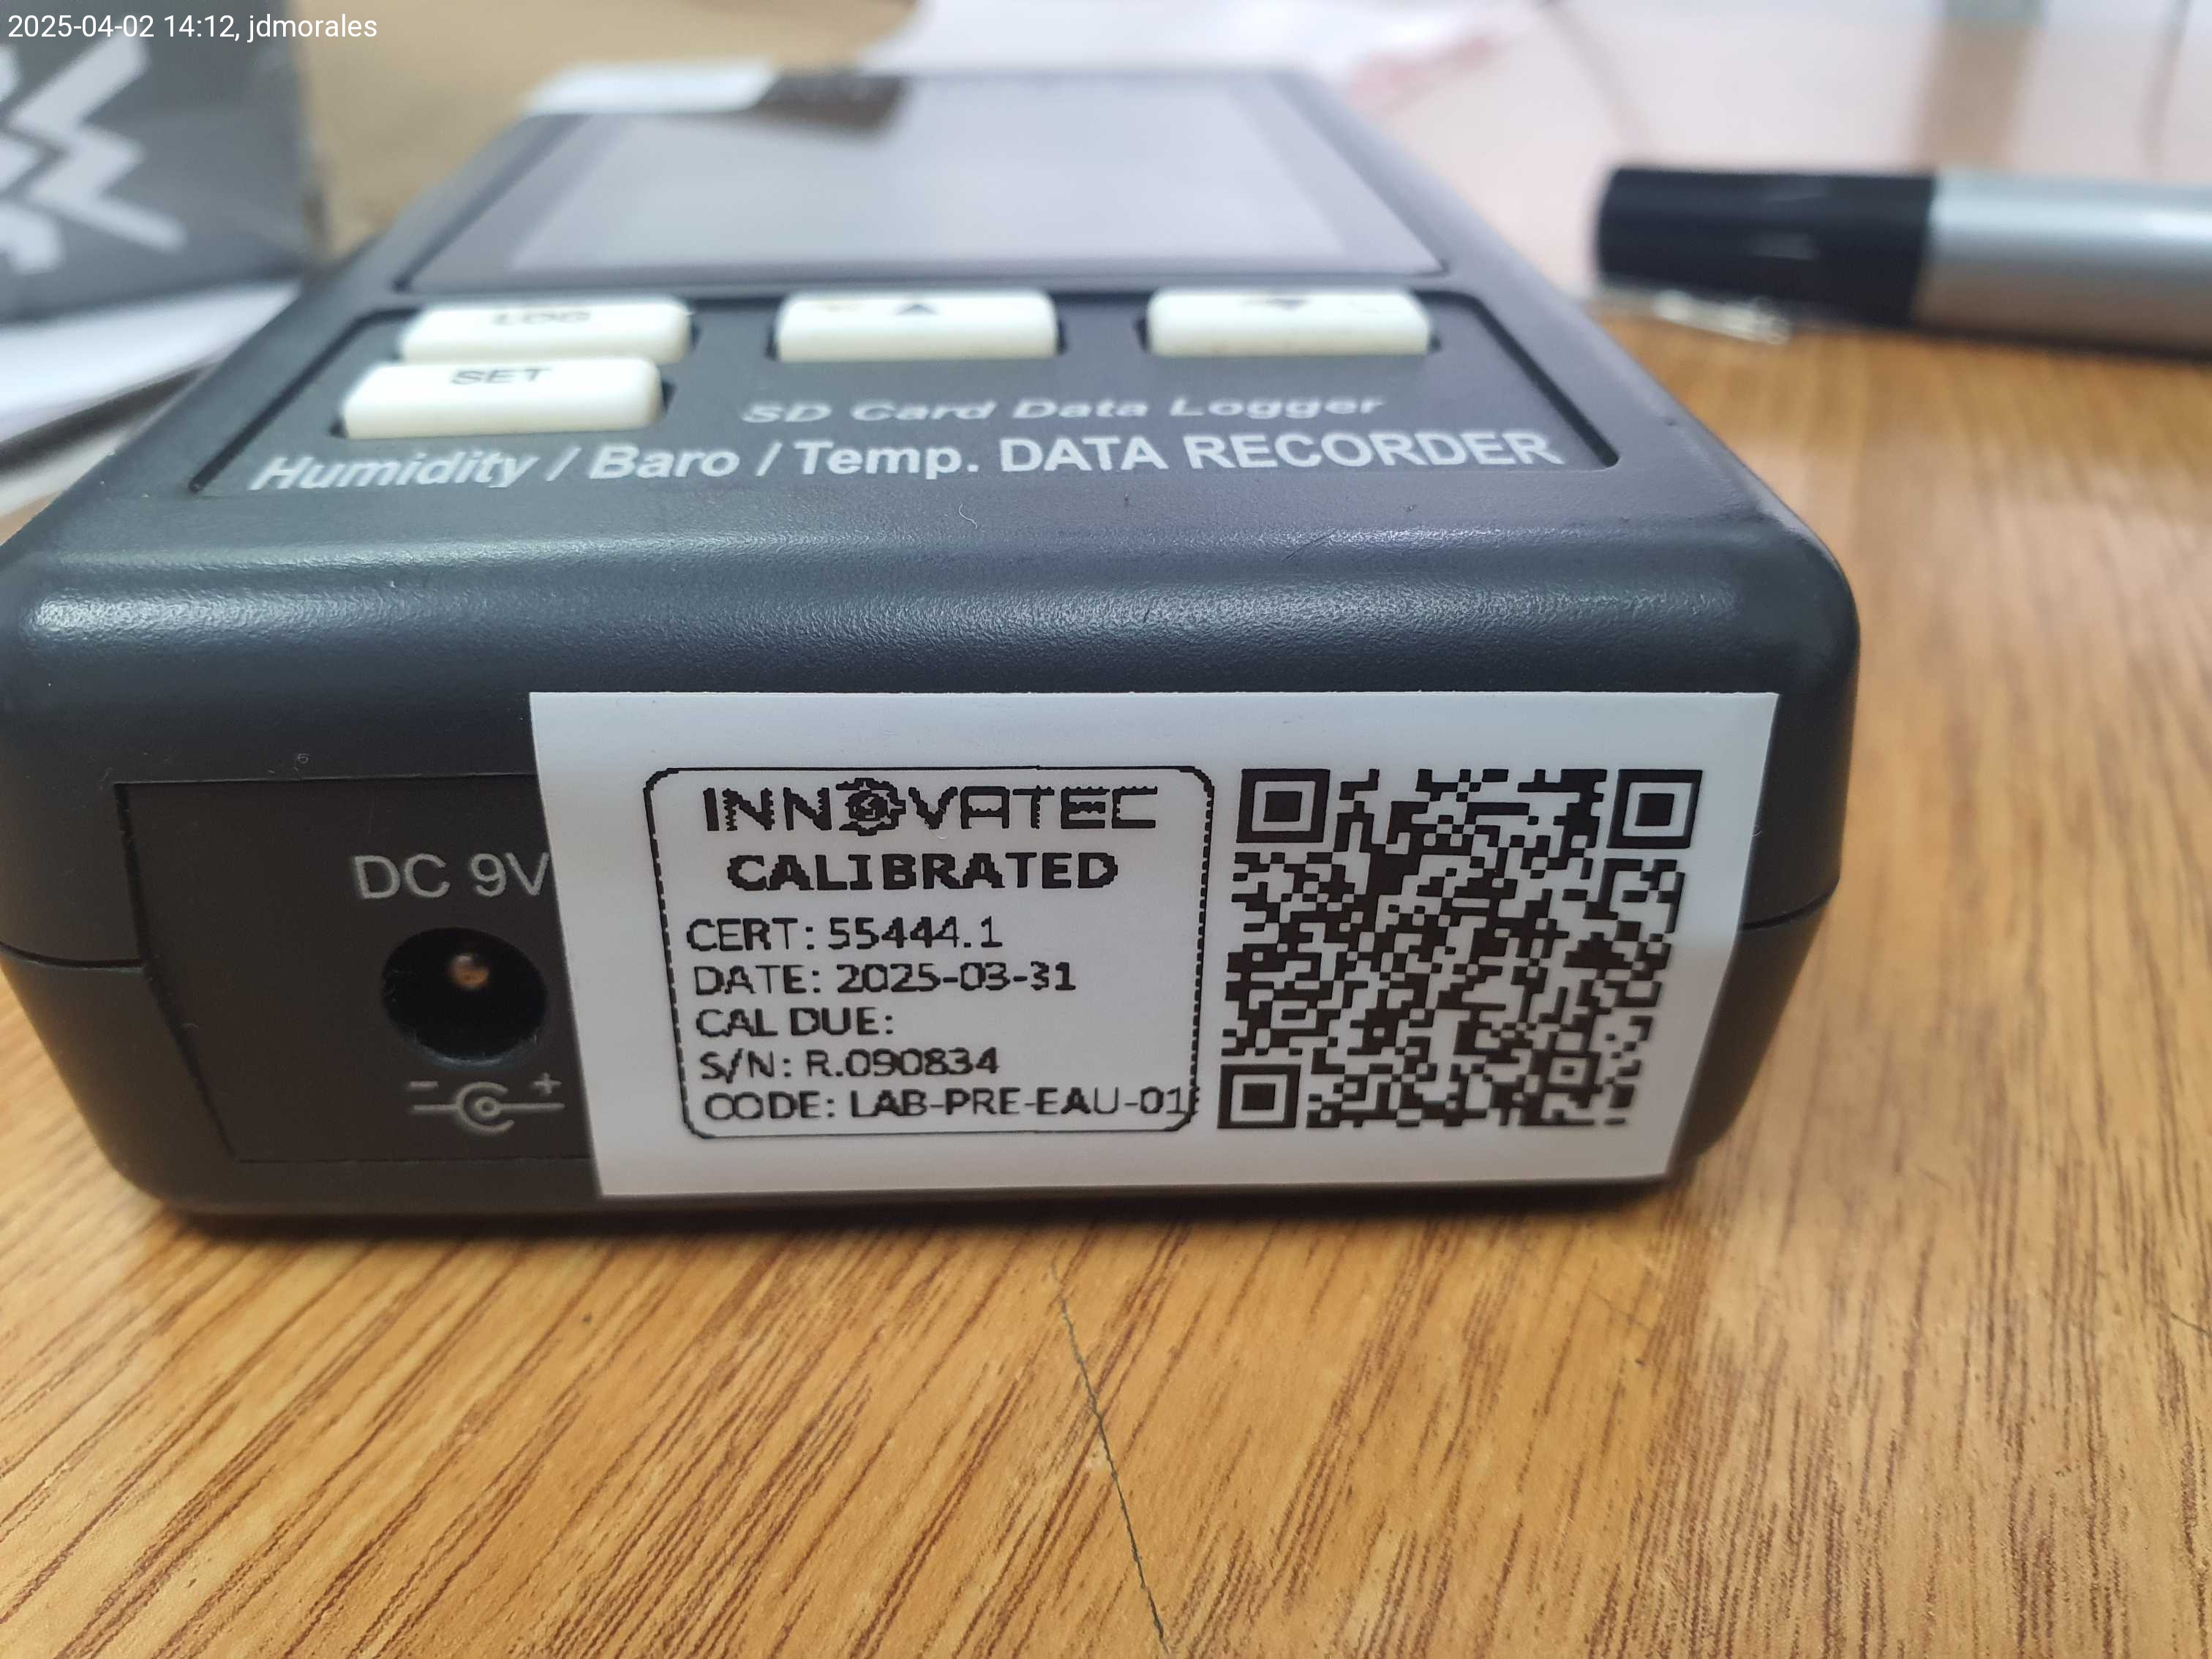 2025-04-02 14:12, jdmorales
LOG
SET
SD Card Data Logger
Humidity / Baro / Temp. DATA RECORDER
DC 9V
- +
INNOVATEC
CALIBRATED
CERT: 55444.1
DATE: 2025-03-31
CAL DUE:
S/N: R.090834
CODE: LAB-PRE-EAU-01